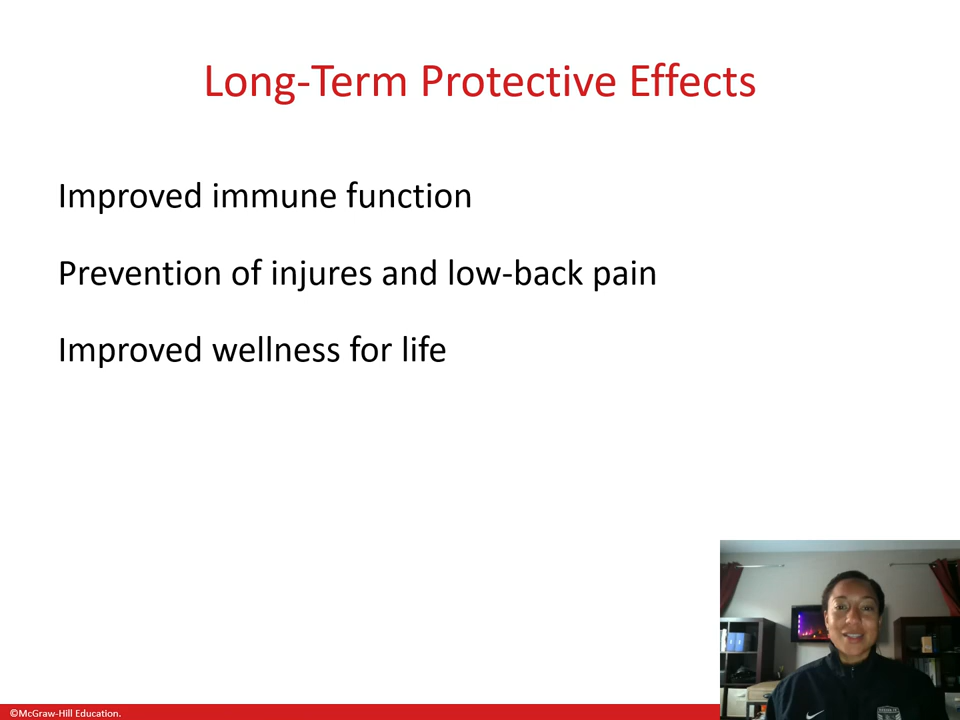 Long-Term Protective Effects
Improved immune function
Prevention of injures and low-back pain
Improved wellness for life
©McGraw-Hill Education.